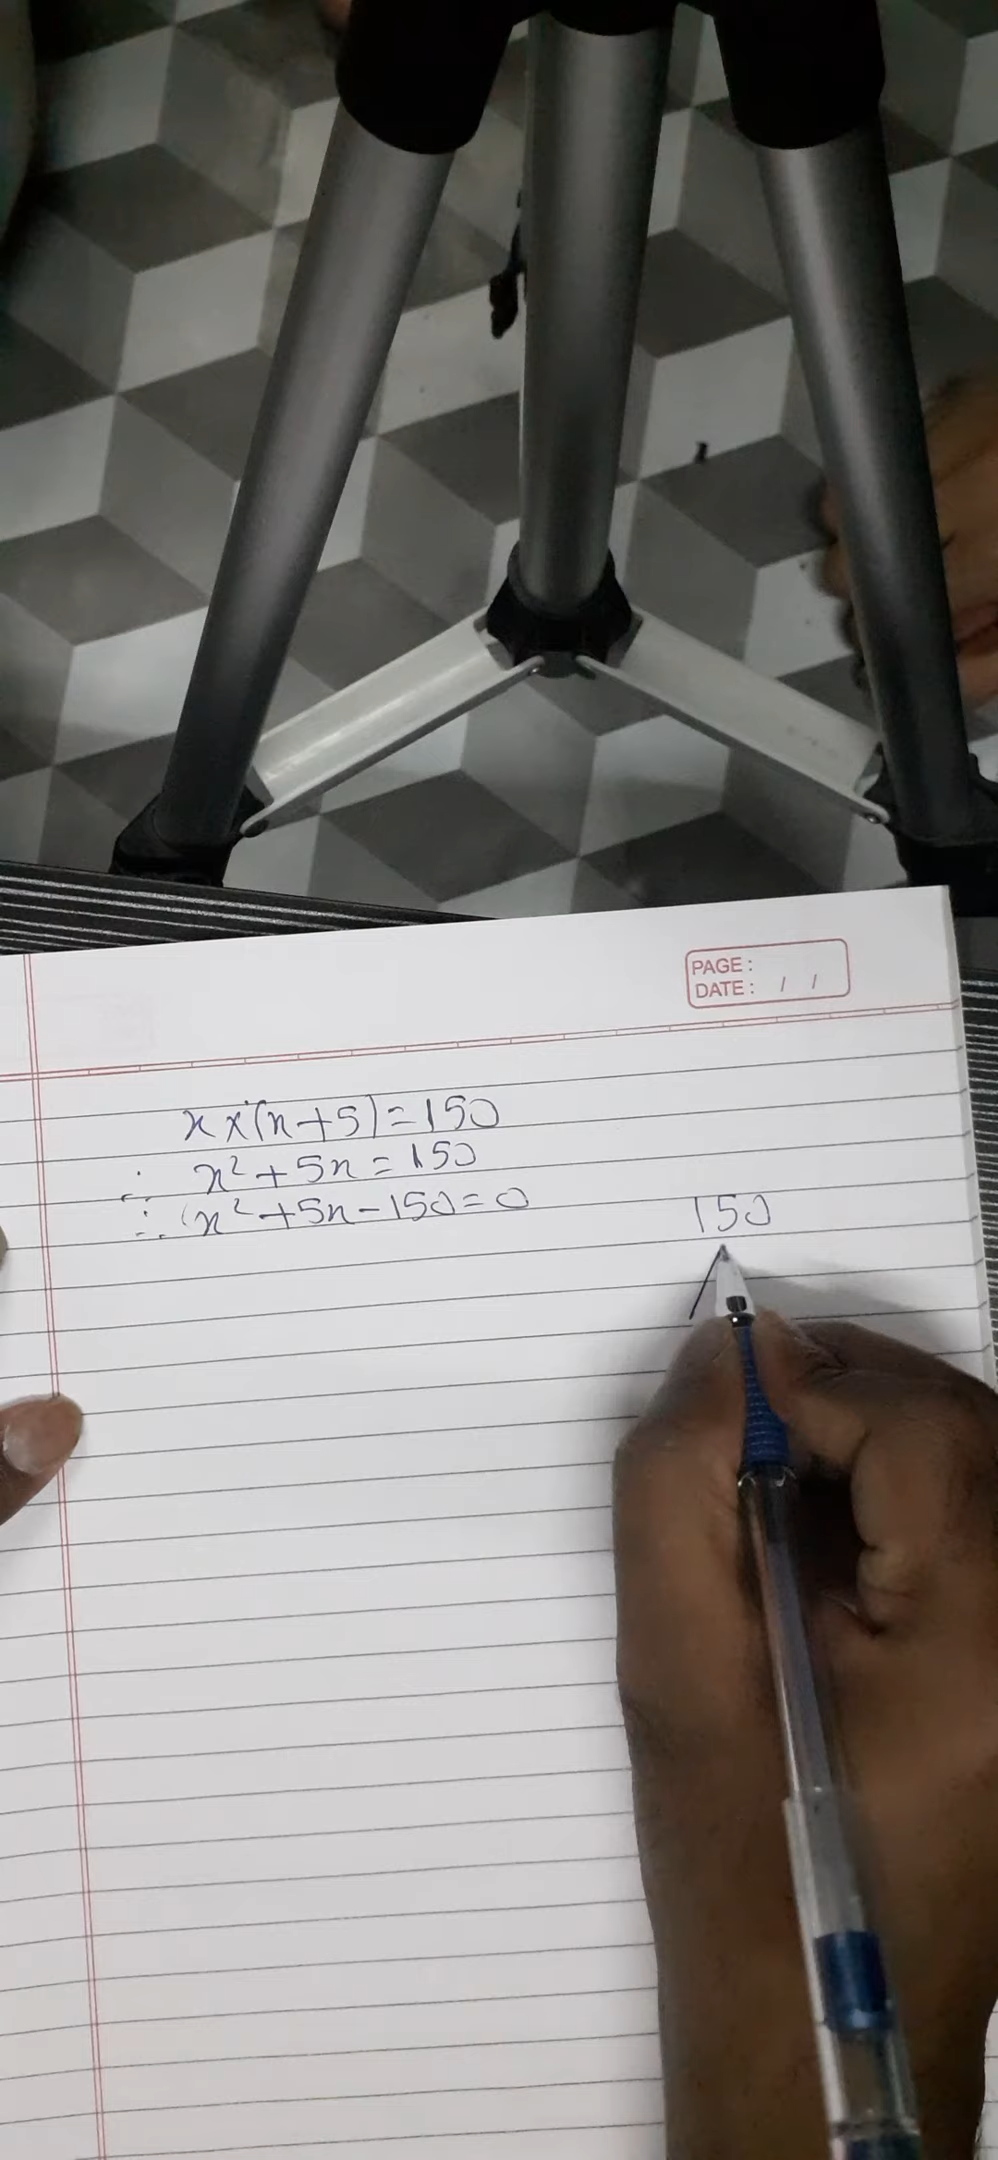 PAGE :
DATE : / /
x×(x+5)=150
∴ x²+5x=150
∴ x²+5x-150=0
150